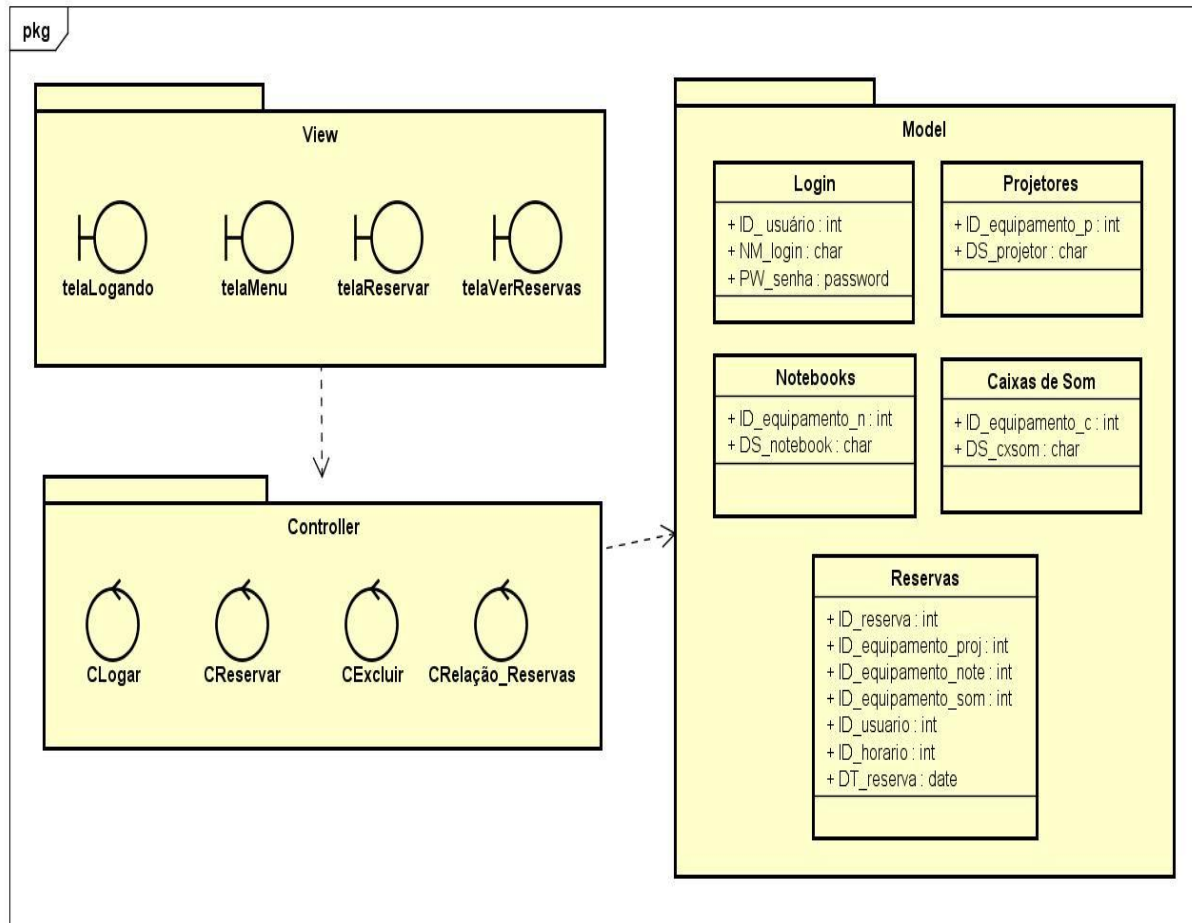 pkg
View
telaLogando
telaMenu
telaReservar
telaVerReservas
Controller
CLogar
CReservar
CExcluir
CRelação_Reservas
Model
Login
+ ID_usuário : int
+ NM_login : char
+ PW_senha : password
Projetores
+ ID_equipamento_p : int
+ DS_projetor : char
Notebooks
+ ID_equipamento_n : int
+ DS_notebook : char
Caixas de Som
+ ID_equipamento_c : int
+ DS_cxsom : char
Reservas
+ ID_reserva : int
+ ID_equipamento_proj : int
+ ID_equipamento_note : int
+ ID_equipamento_som : int
+ ID_usuario : int
+ ID_horario : int
+ DT_reserva : date